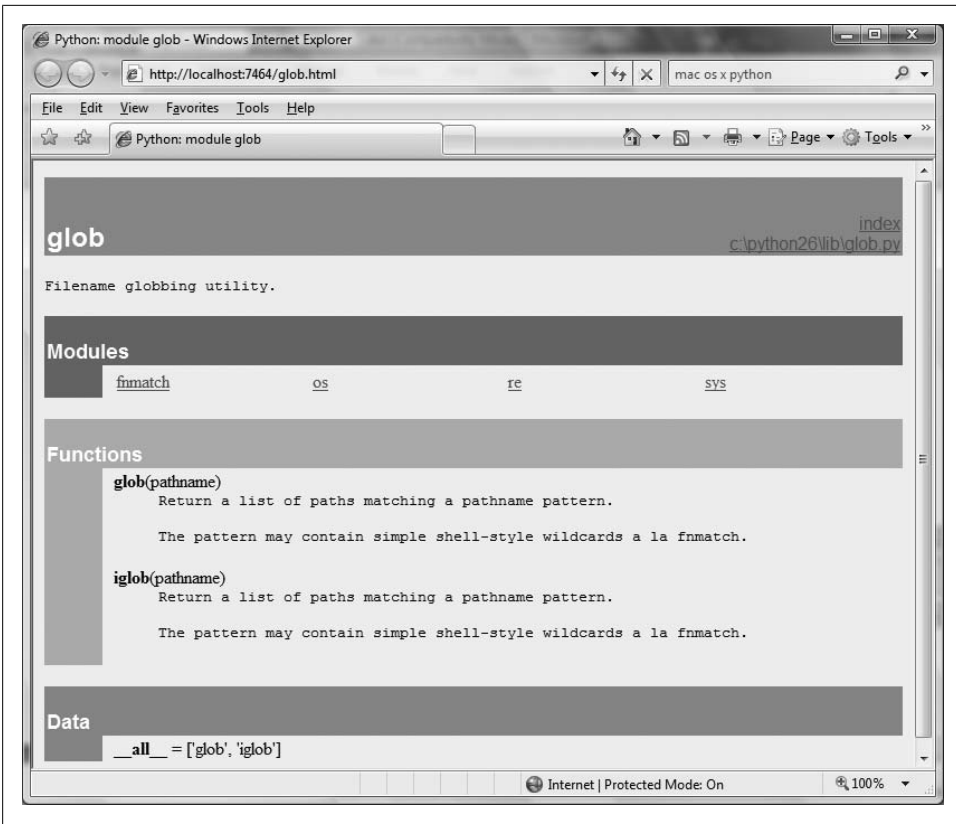 Python: module glob - Windows Internet Explorer
http://localhost:7464/glob.html
mac os x python
File Edit View Favorites Tools Help
Python: module glob
Page Tools
glob
index
c:\python26\lib\glob.py
Filename globbing utility.
Modules
fnmatch os re sys
Functions
glob(pathname)
Return a list of paths matching a pathname pattern.
The pattern may contain simple shell-style wildcards a la fnmatch.
iglob(pathname)
Return a list of paths matching a pathname pattern.
The pattern may contain simple shell-style wildcards a la fnmatch.
Data
__all__ = ['glob', 'iglob']
Internet | Protected Mode: On 100%